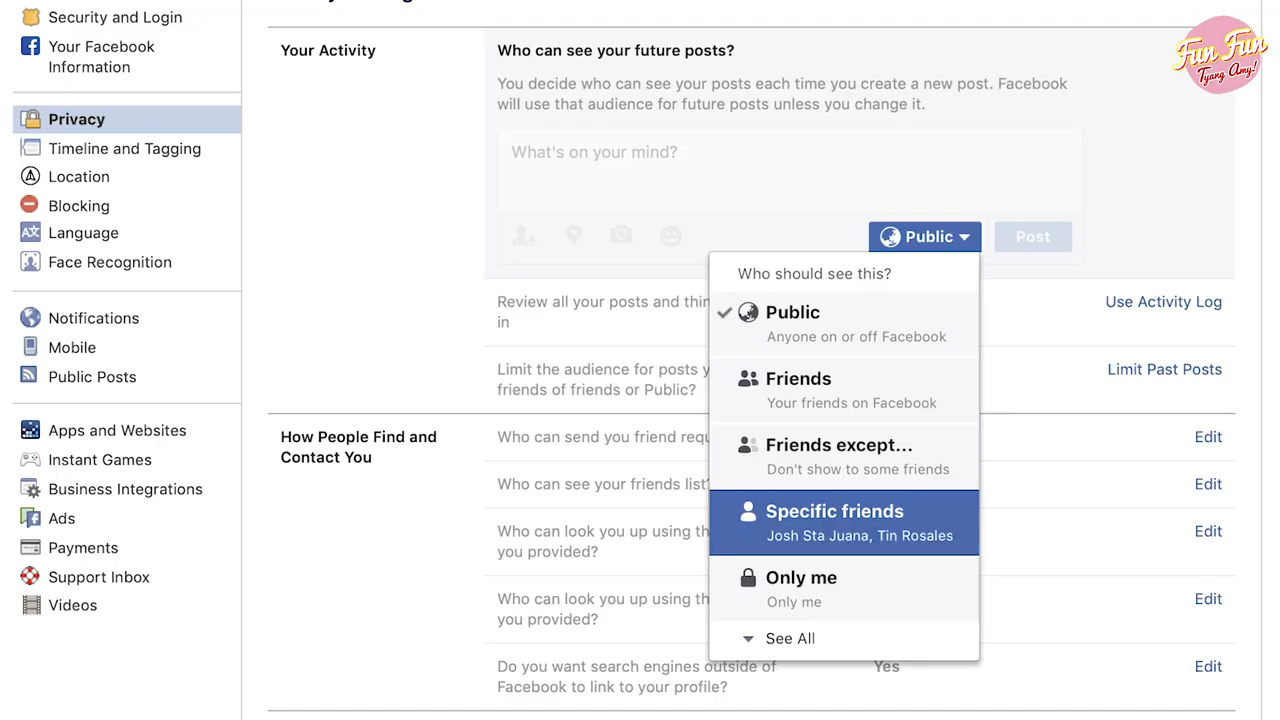 Security and Login
Your Facebook
Information
Privacy
Timeline and Tagging
Location
Blocking
Language
Face Recognition
Notifications
Mobile
Public Posts
Apps and Websites
Instant Games
Business Integrations
Ads
Payments
Support Inbox
Videos
Your Activity
Who can see your future posts?
You decide who can see your posts each time you create a new post. Facebook
will use that audience for future posts unless you change it.
What's on your mind?
Public
Post
Who should see this?
Public
Anyone on or off Facebook
Friends
Your friends on Facebook
Friends except...
Don't show to some friends
Specific friends
Josh Sta Juana, Tin Rosales
Only me
Only me
See All
Review all your posts and
in
Use Activity Log
Limit the audience for posts
friends of friends or Public?
Limit Past Posts
How People Find and
Contact You
Who can send you friend
Edit
Who can see your friends list?
Edit
Who can look you up using
you provided?
Edit
Who can look you up using
you provided?
Edit
Do you want search engines outside of
Facebook to link to your profile?
Yes
Edit
Fun Fun
Tyang Amy!